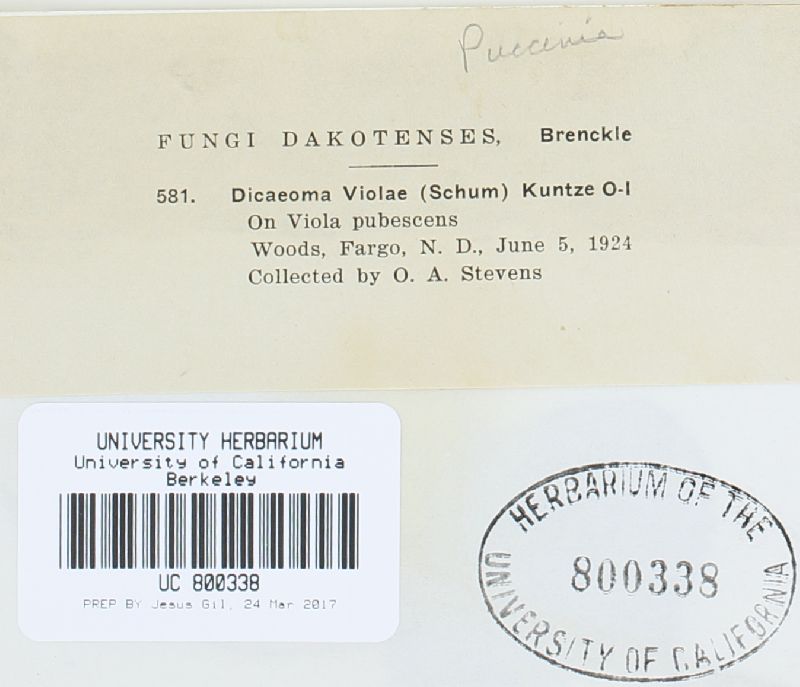 Puccinia
FUNGI DAKOTENSES, Brenckle
581. Dicaeoma Violae (Schum) Kuntze O-I
On Viola pubescens
Woods, Fargo, N. D., June 5, 1924
Collected by O. A. Stevens
UNIVERSITY HERBARIUM
University of California
Berkeley
UC 800338
PREP BY Jesus Gil, 24 Mar 2017
HERBARIUM OF THE
800338
UNIVERSITY OF CALIFORNIA